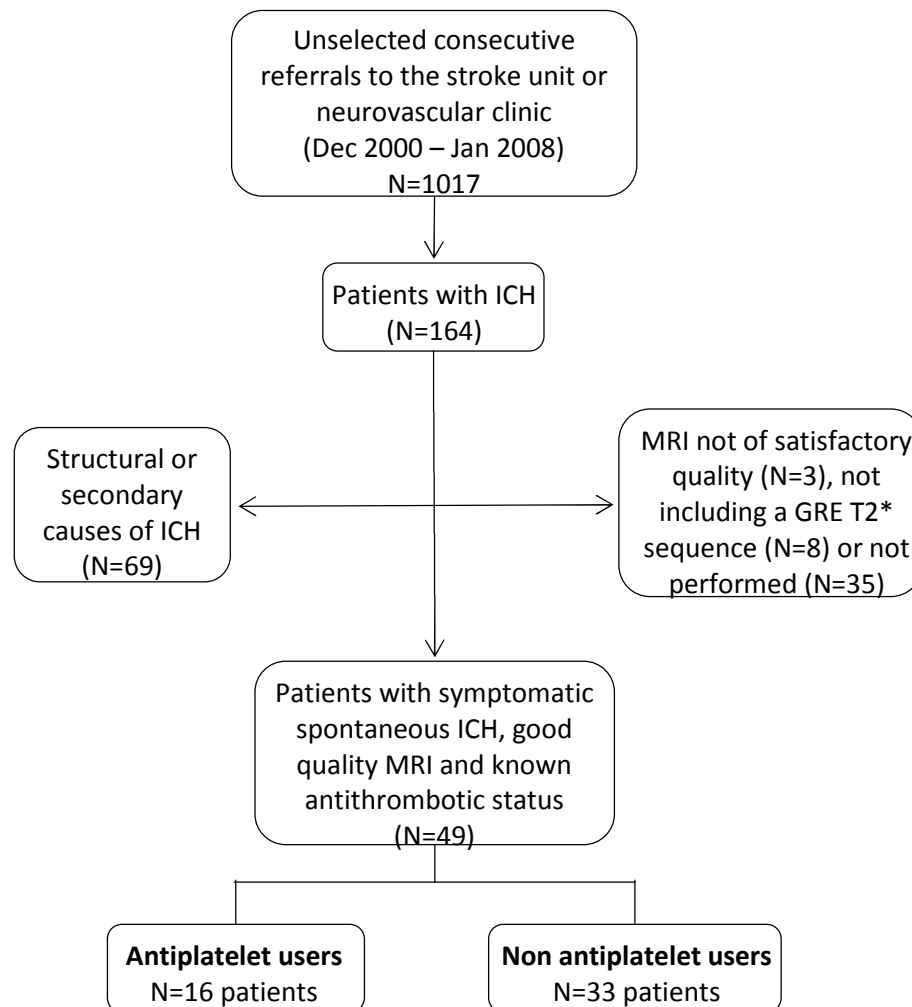 Unselected consecutive
referrals to the stroke unit or
neurovascular clinic
(Dec 2000 – Jan 2008)
N=1017
Patients with ICH
(N=164)
Structural or
secondary
causes of ICH
(N=69)
MRI not of satisfactory
quality (N=3), not
including a GRE T2*
sequence (N=8) or not
performed (N=35)
Patients with symptomatic
spontaneous ICH, good
quality MRI and known
antithrombotic status
(N=49)
Antiplatelet users
N=16 patients
Non antiplatelet users
N=33 patients